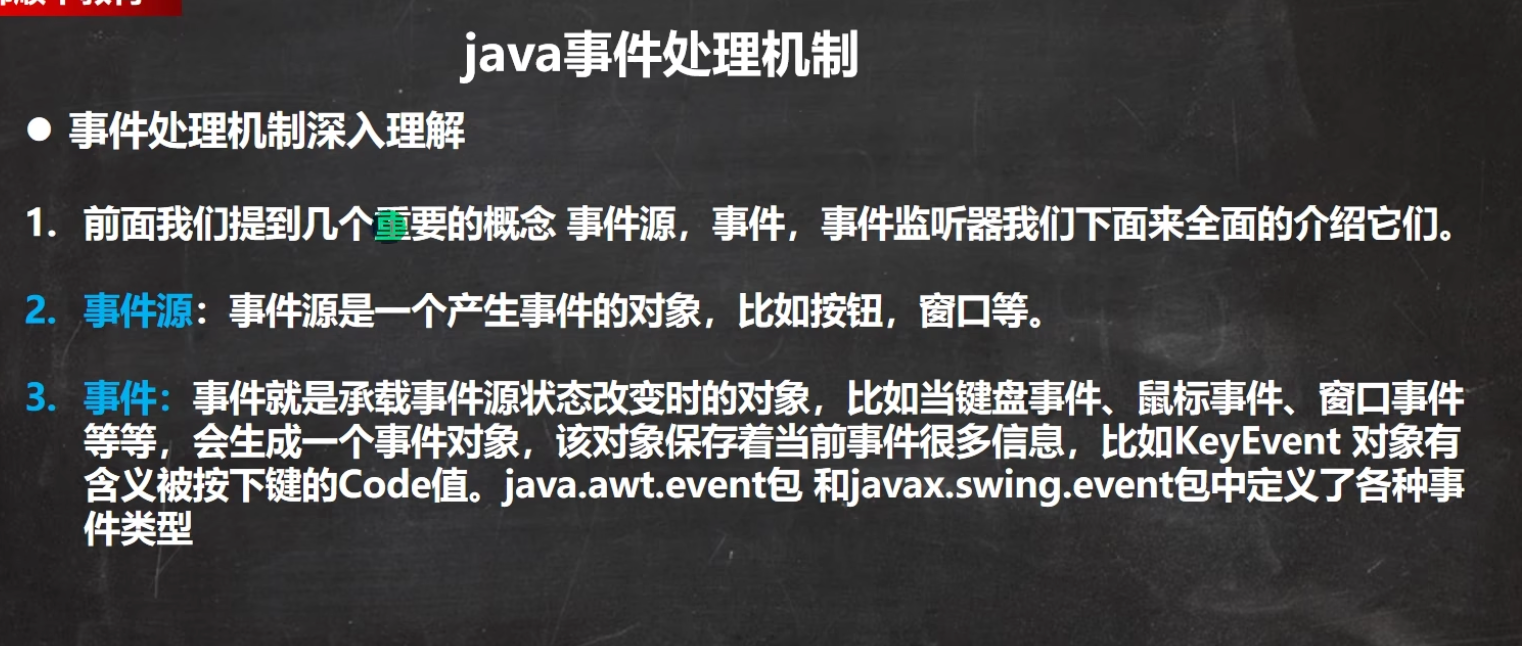 java事件处理机制
● 事件处理机制深入理解
1. 前面我们提到几个重要的概念 事件源，事件，事件监听器我们下面来全面的介绍它们。
2. 事件源：事件源是一个产生事件的对象，比如按钮，窗口等。
3. 事件：事件就是承载事件源状态改变时的对象，比如当键盘事件、鼠标事件、窗口事件
等等，会生成一个事件对象，该对象保存着当前事件很多信息，比如KeyEvent 对象有
含义被按下键的Code值。java.awt.event包 和javax.swing.event包中定义了各种事
件类型